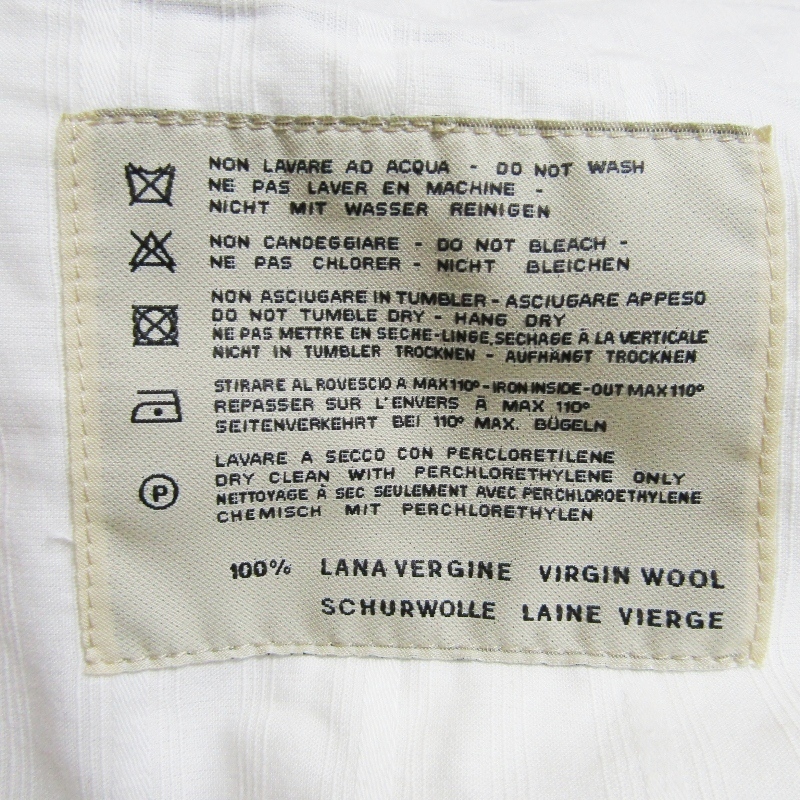 NON LAVARE AD ACQUA - DO NOT WASH
NE PAS LAVER EN MACHINE -
NICHT MIT WASSER REINIGEN
NON CANDEGGIARE - DO NOT BLEACH -
NE PAS CHLORER - NICHT BLEICHEN
NON ASCIUGARE IN TUMBLER - ASCIUGARE APPESO
DO NOT TUMBLE DRY - HANG DRY
NE PAS METTRE EN SECHE-LINGE, SECHAGE À LA VERTICALE
NICHT IN TUMBLER TROCKNEN - AUFHÄNGT TROCKNEN
STIRARE AL ROVESCIO A MAX 110° - IRON INSIDE-OUT MAX 110°
REPASSER SUR L'ENVERS À MAX 110°
SEITENVERKEHRT BEI 110° MAX. BÜGELN
P
LAVARE A SECCO CON PERCLORETILENE
DRY CLEAN WITH PERCHLORETHYLENE ONLY
NETTOYAGE À SEC SEULEMENT AVEC PERCHLOROETHYLENE
CHEMISCH MIT PERCHLORETHYLEN
100% LANA VERGINE VIRGIN WOOL
SCHURWOLLE LAINE VIERGE